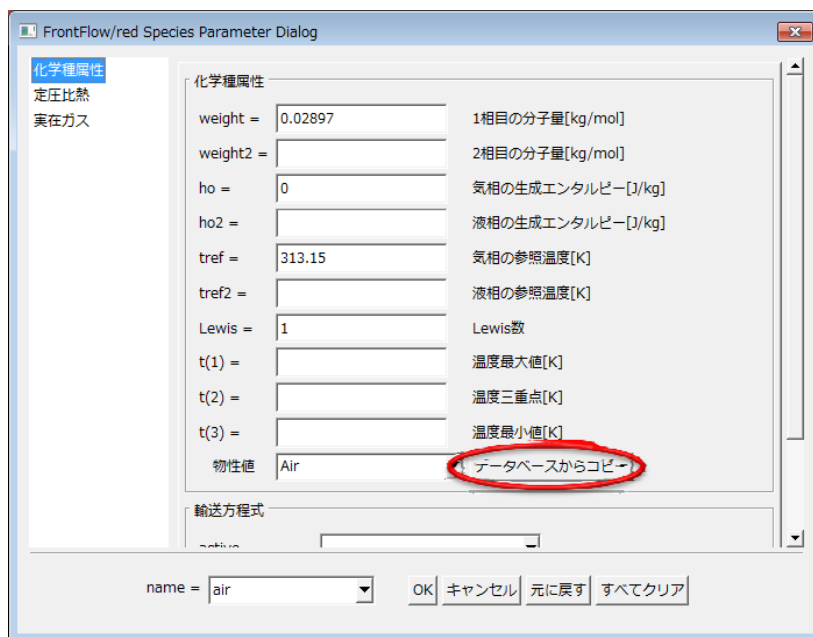 FrontFlow/red Species Parameter Dialog
化学種属性
定圧比熱
実在ガス
化学種属性
weight = 0.02897 1相目の分子量[kg/mol]
weight2 = 2相目の分子量[kg/mol]
ho = 0 気相の生成エンタルピー[J/kg]
ho2 = 液相の生成エンタルピー[J/kg]
tref = 313.15 気相の参照温度[K]
tref2 = 液相の参照温度[K]
Lewis = 1 Lewis数
t(1) = 温度最大値[K]
t(2) = 温度三重点[K]
t(3) = 温度最小値[K]
物性値 Air データベースからコピー
輸送方程式
active
name = air OK キャンセル 元に戻す すべてクリア